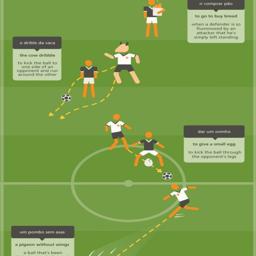 ir comprar pão
to go to buy bread
when a defender is so
flummoxed by an
attacker that he's
simply left standing
o drible da vaca
the cow dribble
to kick the ball to
one side of an
opponent and run
around the other
dar um ovinho
to give a small egg
to kick the ball through
the opponent's legs
um pombo sem asas
a pigeon without wings
a ball that's been